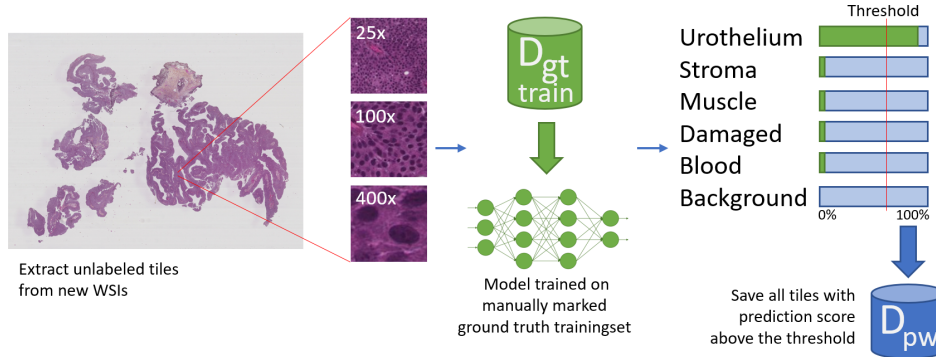 25x
100x
400x
Extract unlabeled tiles
from new WSIs
D
gt
train
Model trained on
manually marked
ground truth trainingset
Threshold
Urothelium
Stroma
Muscle
Damaged
Blood
Background
0% 100%
Save all tiles with
prediction score
above the threshold
D
pw